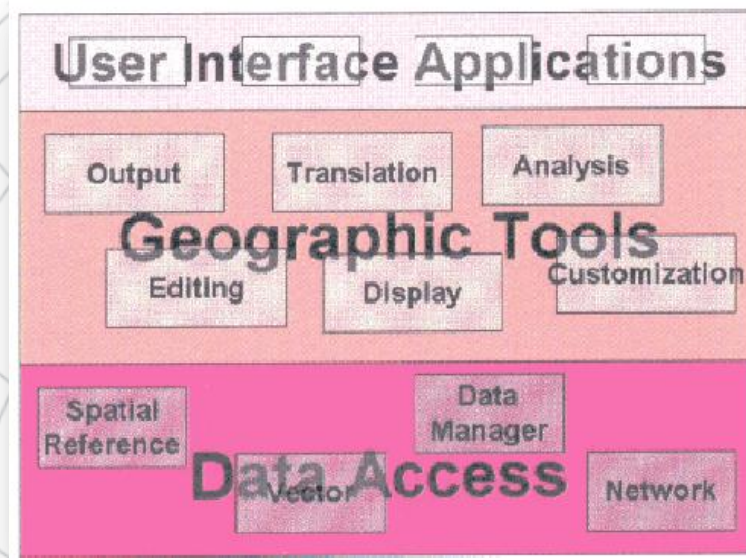 User Interface Applications
Output
Translation
Analysis
Geographic Tools
Editing
Display
Customization
Spatial
Reference
Data
Manager
Data Access
Vector
Network